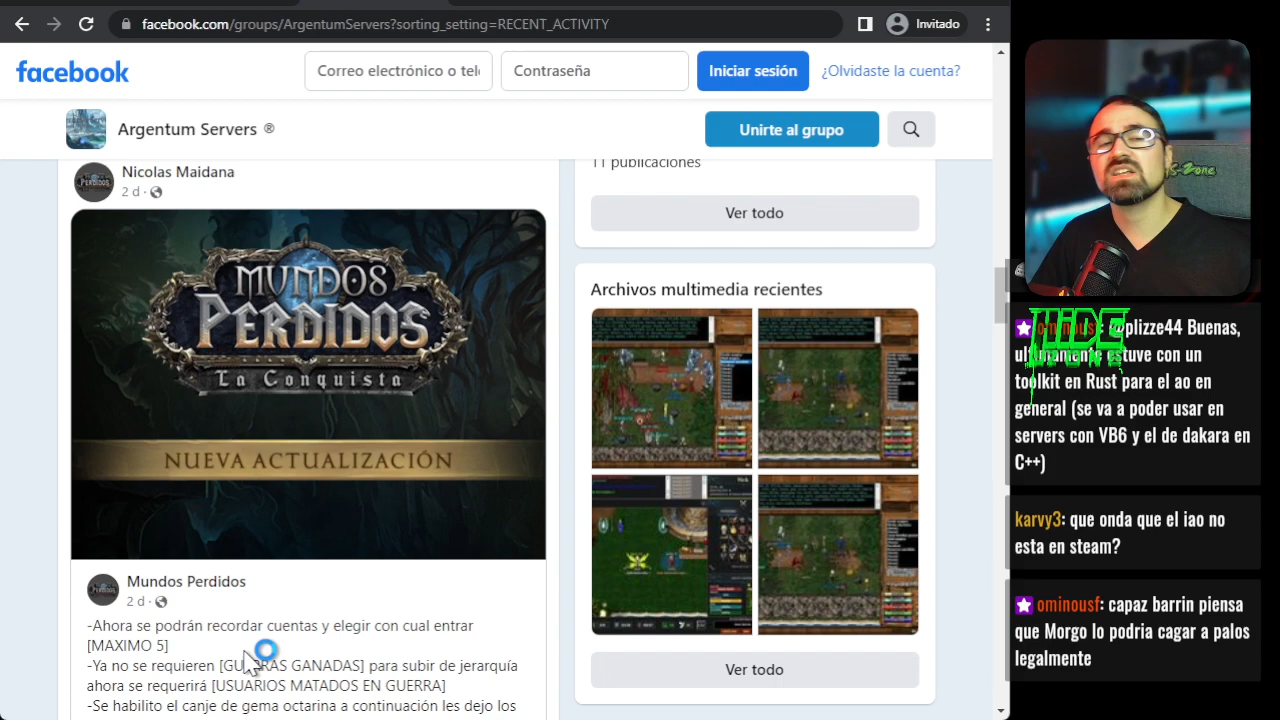 facebook.com/groups/ArgentumServers?sorting_setting=RECENT_ACTIVITY
Invitado
facebook
Correo electrónico o telé
Contraseña
Iniciar sesión
¿Olvidaste la cuenta?
Argentum Servers ®
Unirte al grupo
Nicolas Maidana
2 d ·
MUNDOS
PERDIDOS
La Conquista
NUEVA ACTUALIZACIÓN
Mundos Perdidos
2 d ·
-Ahora se podrán recordar cuentas y elegir con cual entrar
[MAXIMO 5]
-Ya no se requieren [GUERRAS GANADAS] para subir de jerarquía
ahora se requerirá [USUARIOS MATADOS EN GUERRA]
-Se habilito el canje de gema octarina a continuación les dejo los
11 publicaciones
Ver todo
Archivos multimedia recientes
Ver todo
ominousf: @plizze44 Buenas,
ultimamente estuve con un
toolkit en Rust para el ao en
general (se va a poder usar en
servers con VB6 y el de dakara en
C++)
karvy3: que onda que el iao no
esta en steam?
ominousf: capaz barrin piensa
que Morgo lo podria cagar a palos
legalmente